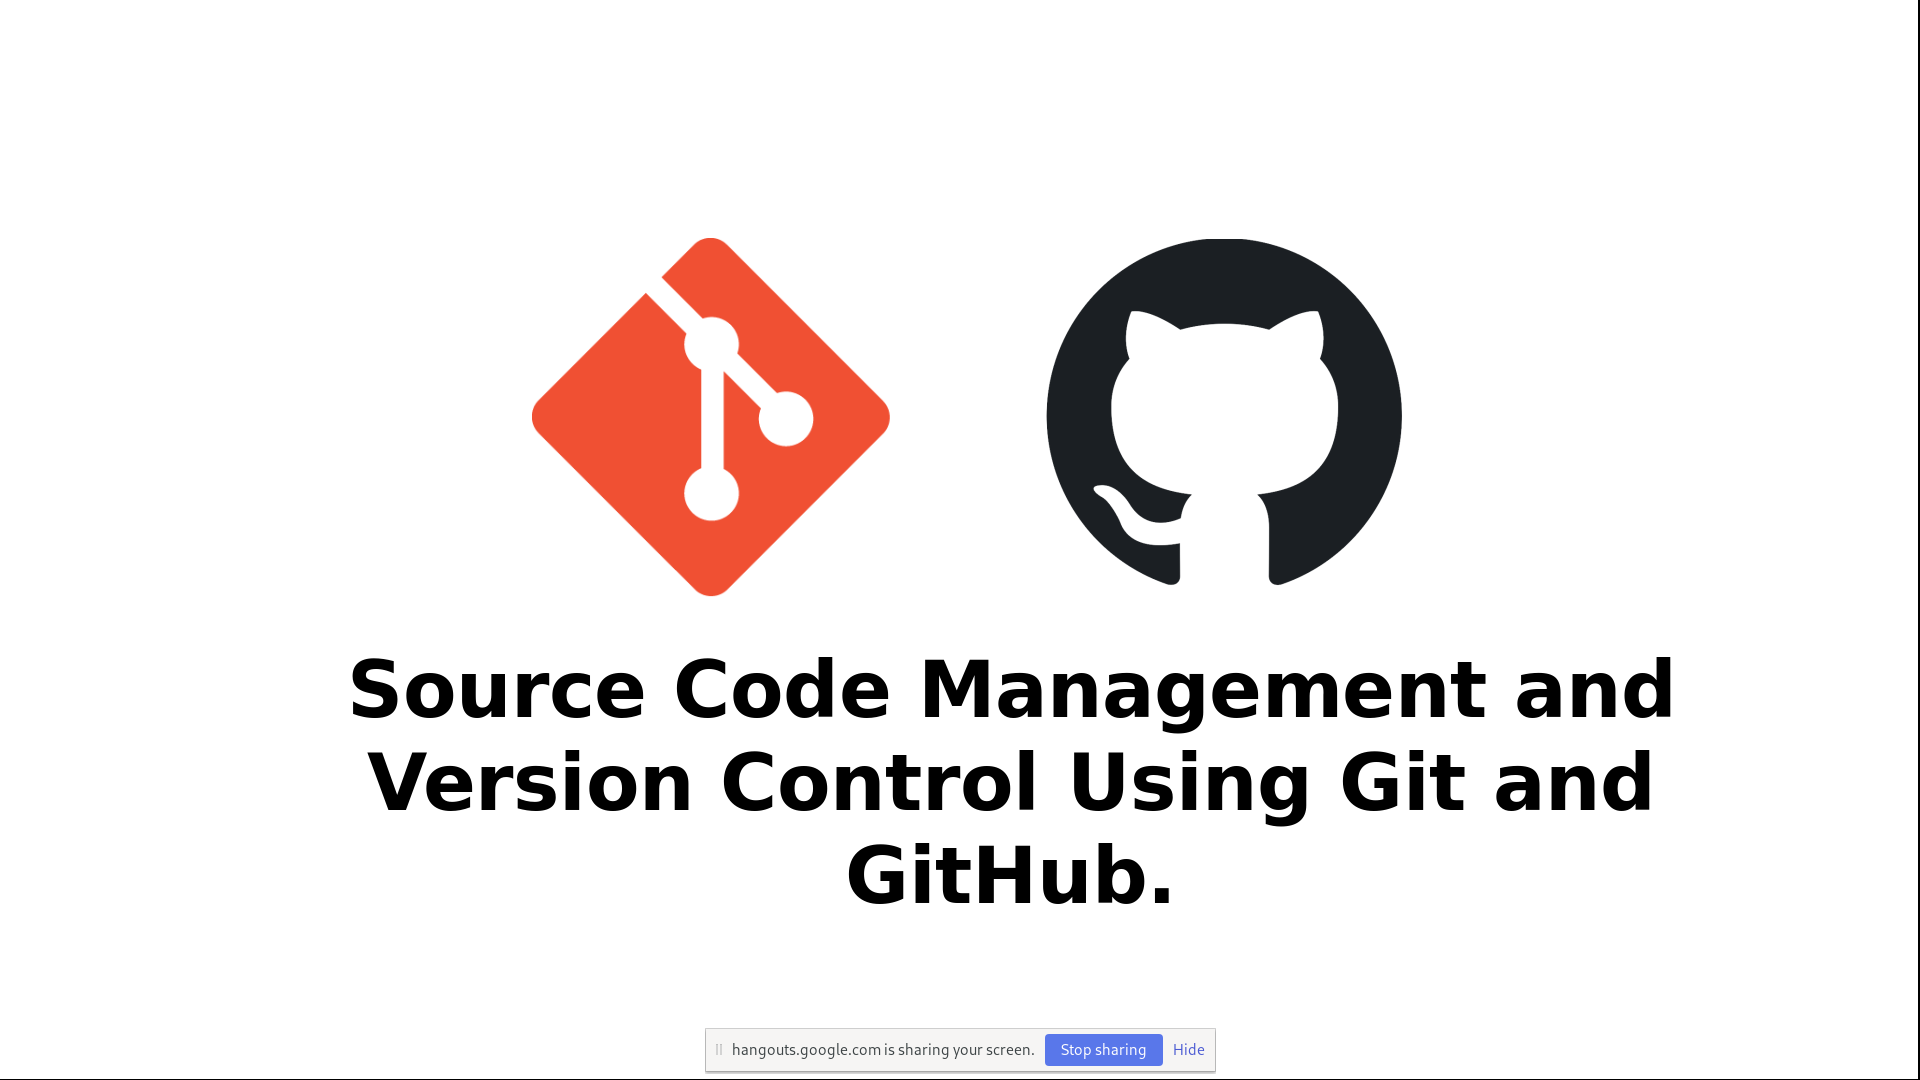 Source Code Management and
Version Control Using Git and
GitHub.
hangouts.google.com is sharing your screen. Stop sharing Hide